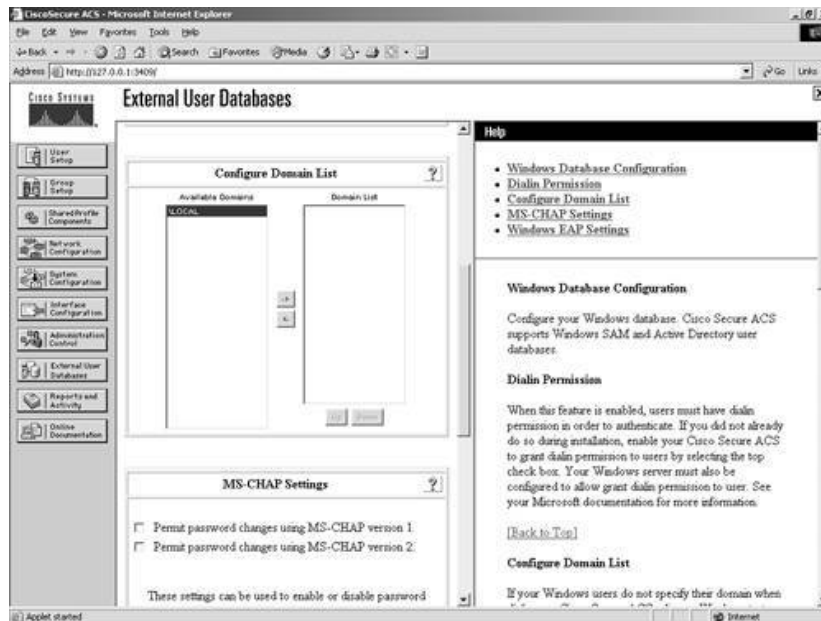 CiscoSecure ACS - Microsoft Internet Explorer
File Edit View Favorites Tools Help
Back Search Favorites Media
Address http://127.0.0.1:3409/ Go Links
CISCO SYSTEMS
External User Databases
User Setup
Group Setup
Shared Profile Components
Network Configuration
System Configuration
Interface Configuration
Administration Control
External User Databases
Reports and Activity
Online Documentation
Configure Domain List ?
Available Domains Domain List
\LOCAL
->
<-
Up Down
MS-CHAP Settings ?
Permit password changes using MS-CHAP version 1.
Permit password changes using MS-CHAP version 2.
These settings can be used to enable or disable password
Help
Windows Database Configuration
Dialin Permission
Configure Domain List
MS-CHAP Settings
Windows EAP Settings
Windows Database Configuration
Configure your Windows database. Cisco Secure ACS
supports Windows SAM and Active Directory user
databases.
Dialin Permission
When this feature is enabled, users must have dialin
permission in order to authenticate. If you did not already
do so during installation, enable your Cisco Secure ACS
to grant dialin permission to users by selecting the top
check box. Your Windows server must also be
configured to allow grant dialin permission to user. See
your Microsoft documentation for more information.
[Back to Top]
Configure Domain List
If your Windows users do not specify their domain when
Applet started
Internet